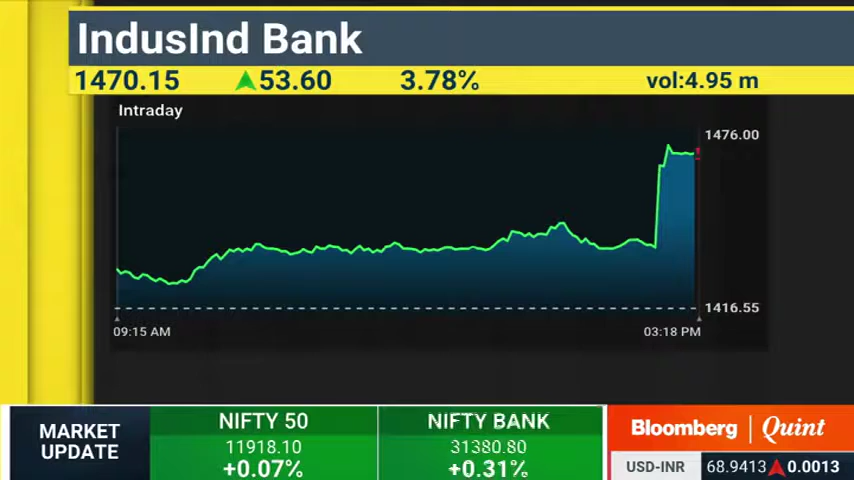 IndusInd Bank
1470.15 53.60 3.78% vol:4.95 m
Intraday
1476.00
1416.55
09:15 AM 03:18 PM
MARKET UPDATE
NIFTY 50
11918.10
+0.07%
NIFTY BANK
31380.80
+0.31%
Bloomberg | Quint
USD-INR 68.9413 0.0013